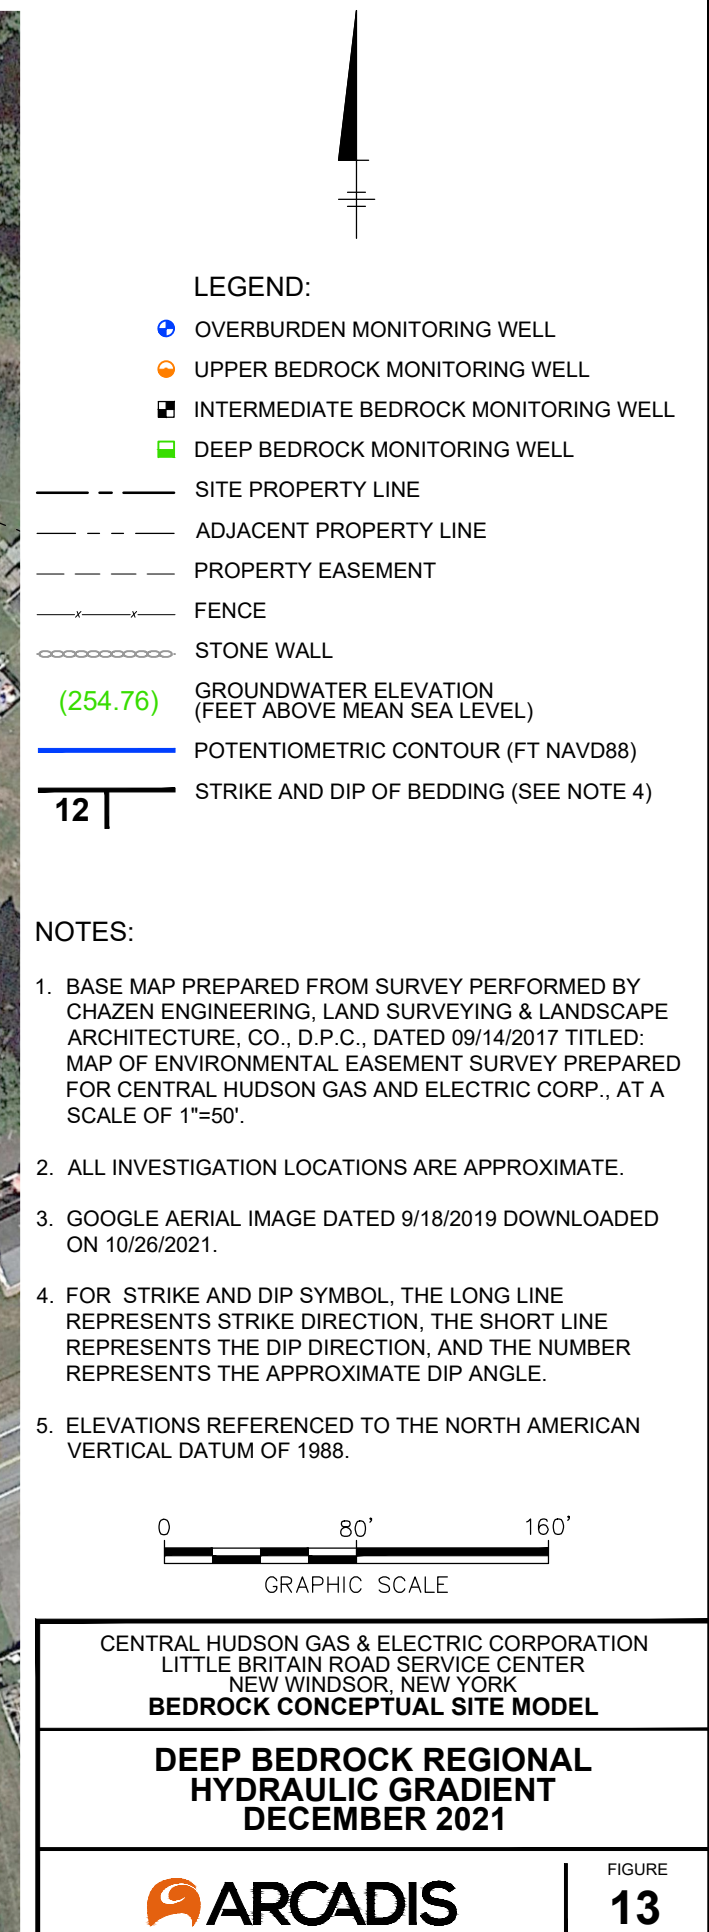 LEGEND:
OVERBURDEN MONITORING WELL
UPPER BEDROCK MONITORING WELL
INTERMEDIATE BEDROCK MONITORING WELL
DEEP BEDROCK MONITORING WELL
SITE PROPERTY LINE
ADJACENT PROPERTY LINE
PROPERTY EASEMENT
x x FENCE
STONE WALL
(254.76) GROUNDWATER ELEVATION
(FEET ABOVE MEAN SEA LEVEL)
POTENTIOMETRIC CONTOUR (FT NAVD88)
12 STRIKE AND DIP OF BEDDING (SEE NOTE 4)
NOTES:
1. BASE MAP PREPARED FROM SURVEY PERFORMED BY
CHAZEN ENGINEERING, LAND SURVEYING & LANDSCAPE
ARCHITECTURE, CO., D.P.C., DATED 09/14/2017 TITLED:
MAP OF ENVIRONMENTAL EASEMENT SURVEY PREPARED
FOR CENTRAL HUDSON GAS AND ELECTRIC CORP., AT A
SCALE OF 1"=50'.
2. ALL INVESTIGATION LOCATIONS ARE APPROXIMATE.
3. GOOGLE AERIAL IMAGE DATED 9/18/2019 DOWNLOADED
ON 10/26/2021.
4. FOR STRIKE AND DIP SYMBOL, THE LONG LINE
REPRESENTS STRIKE DIRECTION, THE SHORT LINE
REPRESENTS THE DIP DIRECTION, AND THE NUMBER
REPRESENTS THE APPROXIMATE DIP ANGLE.
5. ELEVATIONS REFERENCED TO THE NORTH AMERICAN
VERTICAL DATUM OF 1988.
0 80' 160'
GRAPHIC SCALE
CENTRAL HUDSON GAS & ELECTRIC CORPORATION
LITTLE BRITAIN ROAD SERVICE CENTER
NEW WINDSOR, NEW YORK
BEDROCK CONCEPTUAL SITE MODEL
DEEP BEDROCK REGIONAL
HYDRAULIC GRADIENT
DECEMBER 2021
ARCADIS
FIGURE
13